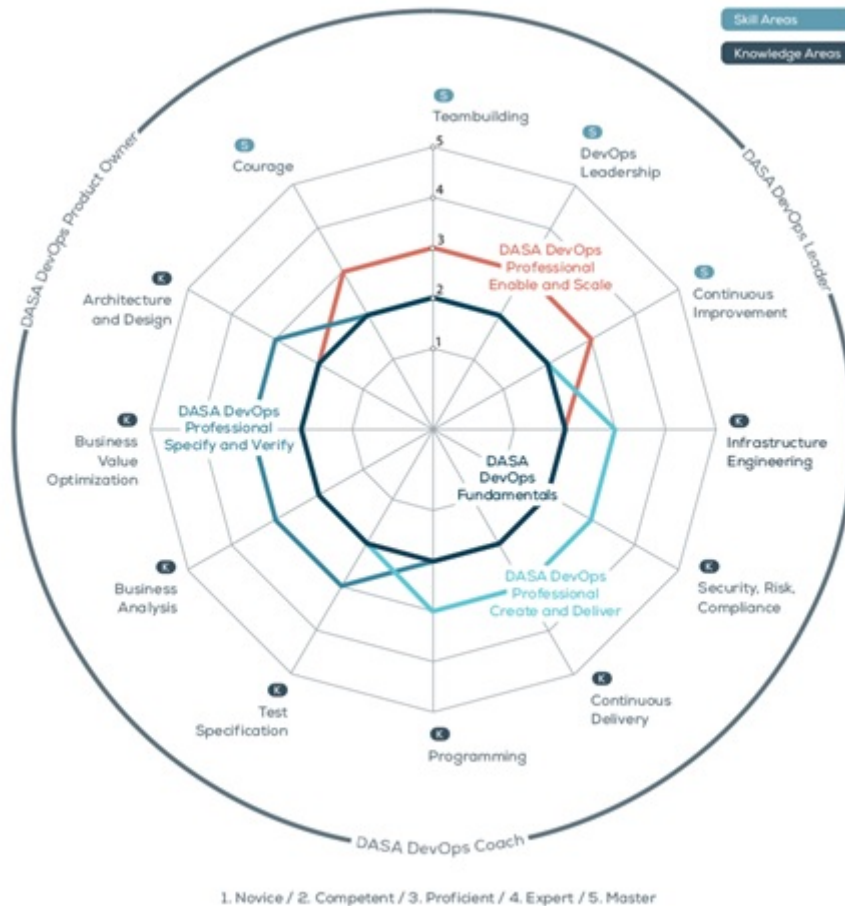 Skill Areas
Knowledge Areas
S
Teambuilding
S
DevOps
Leadership
S
Courage
5
4
3
2
1
DASA DevOps Product Owner
DASA DevOps Leader
DASA DevOps
Professional
Enable and Scale
K
Architecture
and Design
S
Continuous
Improvement
DASA DevOps
Professional
Specify and Verify
K
Business
Value
Optimization
K
Infrastructure
Engineering
DASA
DevOps
Fundamentals
K
Business
Analysis
K
Security, Risk,
Compliance
DASA DevOps
Professional
Create and Deliver
K
Test
Specification
K
Continuous
Delivery
K
Programming
DASA DevOps Coach
1. Novice / 2. Competent / 3. Proficient / 4. Expert / 5. Master